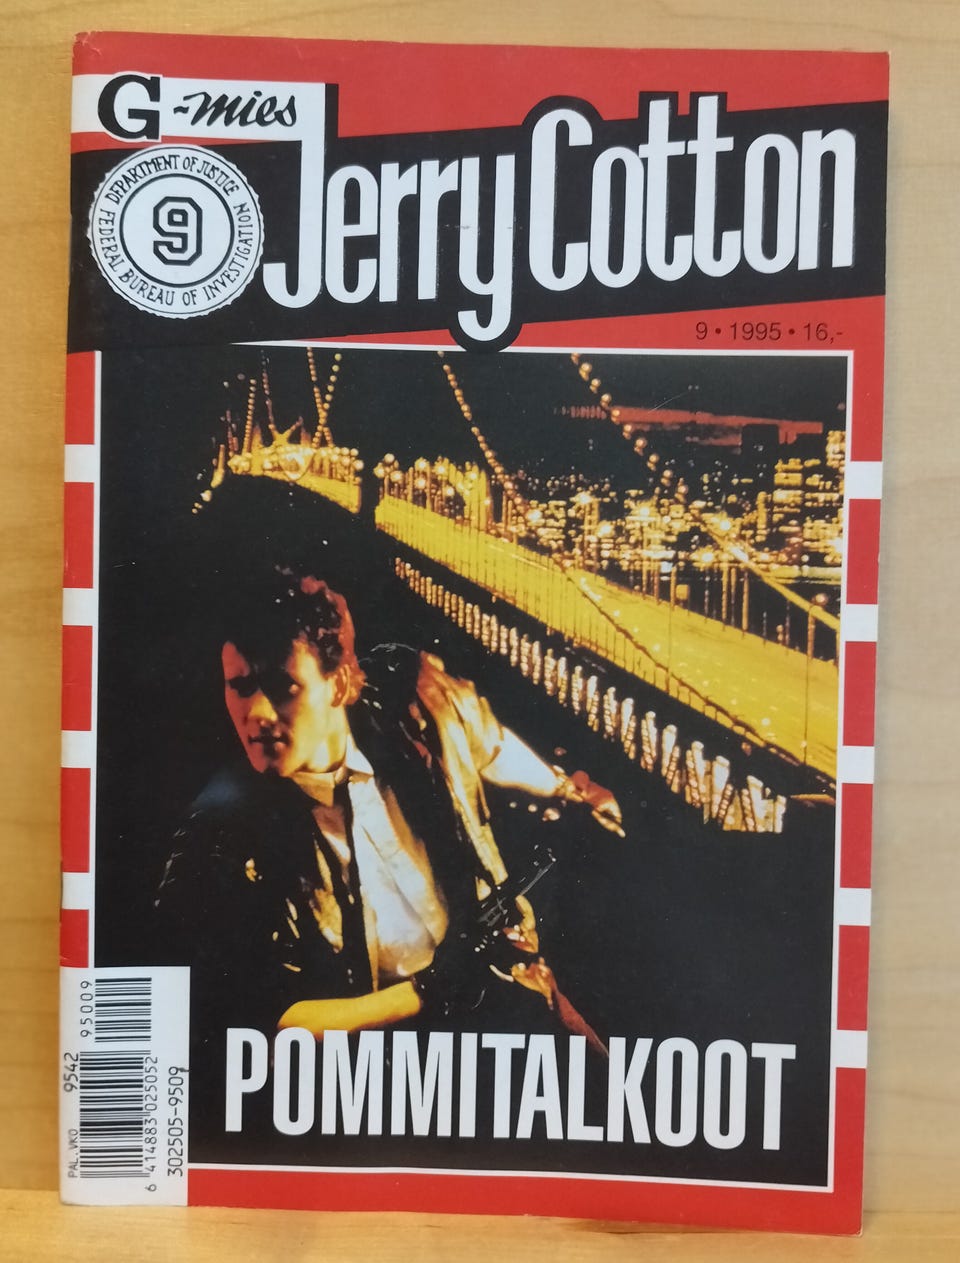 G-mies
Jerry Cotton
DEPARTMENT OF JUSTICE
9
FEDERAL BUREAU OF INVESTIGATION
9 • 1995 • 16,-
POMMITALKOOT
PAL.VKO 9542
95009
6 414883 025052
302505-9509